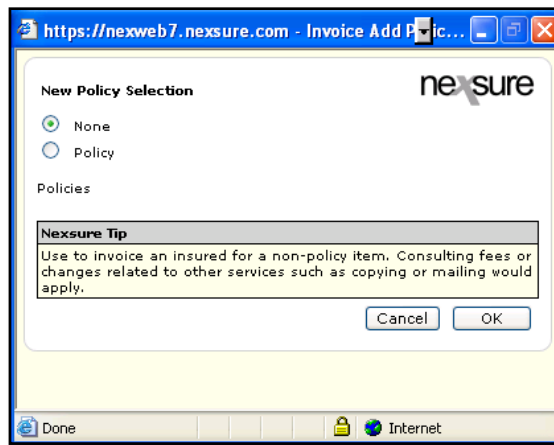 https://nexweb7.nexsure.com - Invoice Add P ic...
nexsure
New Policy Selection
None
Policy
Policies
Nexsure Tip
Use to invoice an insured for a non-policy item. Consulting fees or
changes related to other services such as copying or mailing would
apply.
Cancel OK
Done Internet